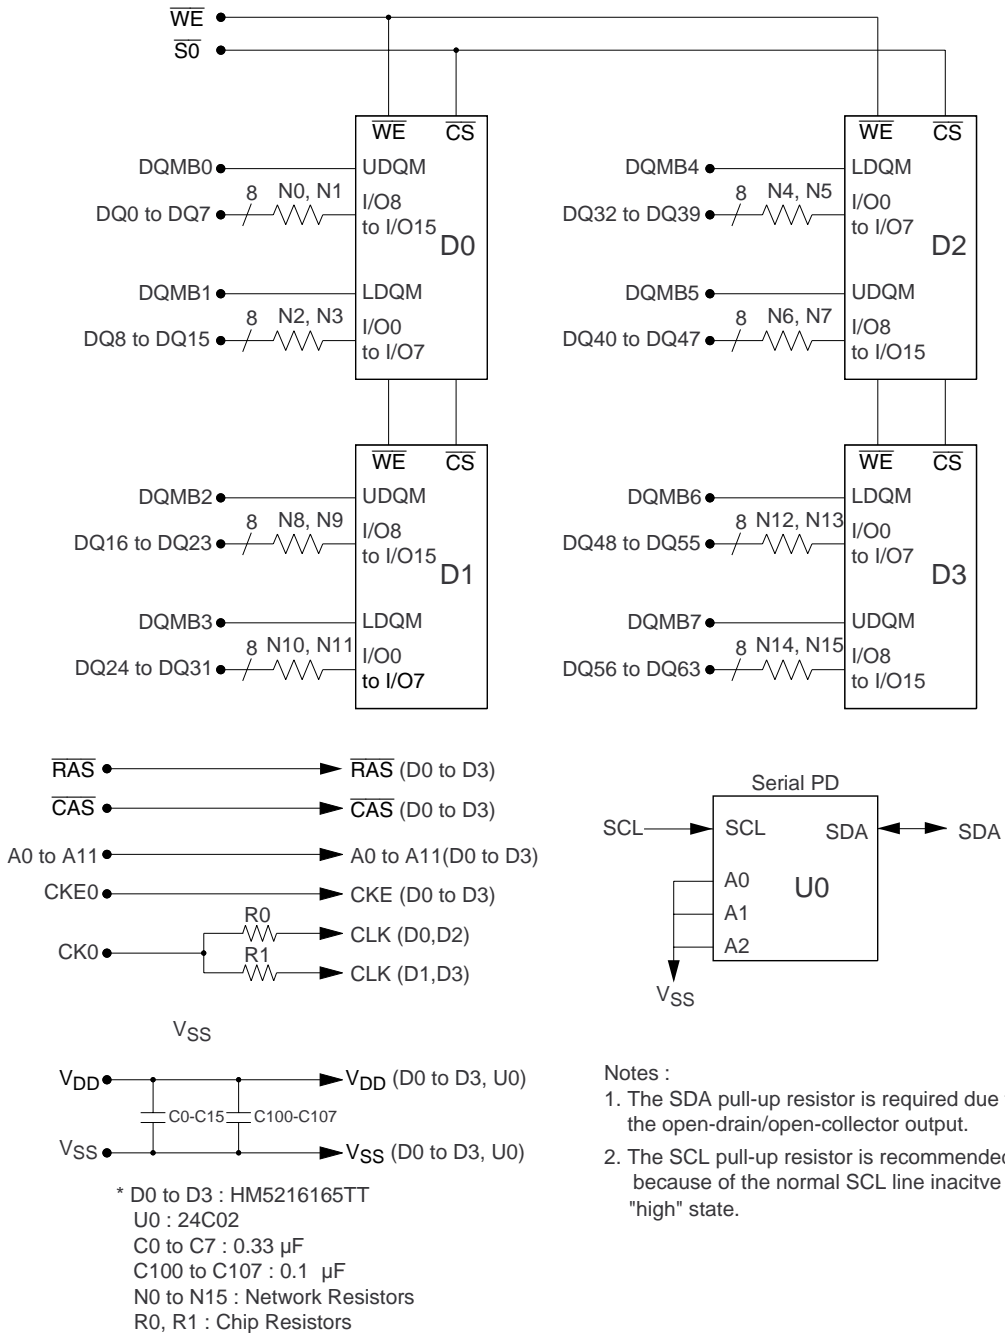 WE
S0
WE CS
DQMB0 UDQM
8 N0, N1
DQ0 to DQ7 I/O8
to I/O15
D0
DQMB1 LDQM
8 N2, N3
DQ8 to DQ15 I/O0
to I/O7
WE CS
DQMB4 LDQM
8 N4, N5
DQ32 to DQ39 I/O0
to I/O7
D2
DQMB5 UDQM
8 N6, N7
DQ40 to DQ47 I/O8
to I/O15
WE CS
DQMB2 UDQM
8 N8, N9
DQ16 to DQ23 I/O8
to I/O15
D1
DQMB3 LDQM
8 N10, N11
DQ24 to DQ31 I/O0
to I/O7
WE CS
DQMB6 LDQM
8 N12, N13
DQ48 to DQ55 I/O0
to I/O7
D3
DQMB7 UDQM
8 N14, N15
DQ56 to DQ63 I/O8
to I/O15
RAS RAS (D0 to D3)
CAS CAS (D0 to D3)
A0 to A11 A0 to A11(D0 to D3)
CKE0 CKE (D0 to D3)
R0
CLK (D0,D2)
CK0
R1
CLK (D1,D3)
Serial PD
SCL SCL SDA SDA
A0
U0
A1
A2
VSS
VSS
VDD VDD (D0 to D3, U0)
C0-C15 C100-C107
VSS VSS (D0 to D3, U0)
* D0 to D3 : HM5216165TT
U0 : 24C02
C0 to C7 : 0.33 µF
C100 to C107 : 0.1 µF
N0 to N15 : Network Resistors
R0, R1 : Chip Resistors
Notes :
1. The SDA pull-up resistor is required due
the open-drain/open-collector output.
2. The SCL pull-up resistor is recommended
because of the normal SCL line inacitve
"high" state.